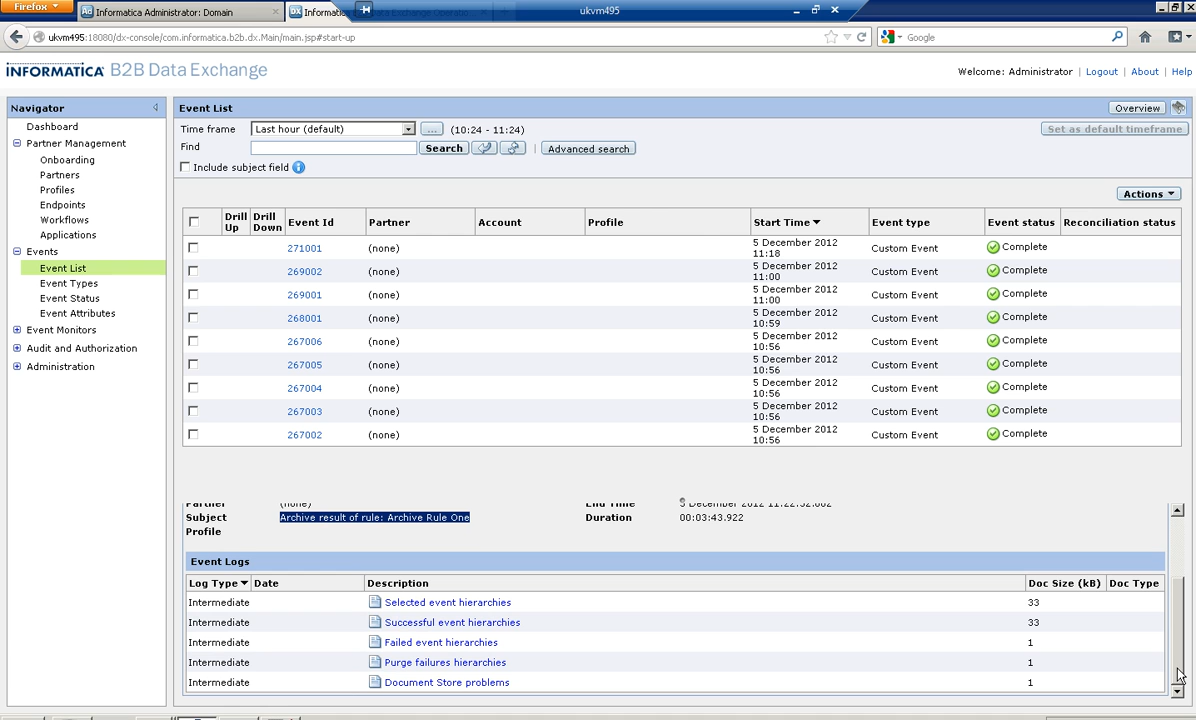 Firefox
Ad Informatica Administrator: Domain
DX Informati
ukvm495
ukvm495:18080/dx-console/com.informatica.b2b.dx.Main/main.jsp#start-up
Google
INFORMATICA B2B Data Exchange
Welcome: Administrator | Logout | About | Help
Navigator
Dashboard
Partner Management
Onboarding
Partners
Profiles
Endpoints
Workflows
Applications
Events
Event List
Event Types
Event Status
Event Attributes
Event Monitors
Audit and Authorization
Administration
Event List
Overview
Time frame Last hour (default) ... (10:24 - 11:24)
Set as default timeframe
Find Search | Advanced search
Include subject field
Actions
Drill Up Drill Down Event Id Partner Account Profile Start Time Event type Event status Reconciliation status
271001 (none) 5 December 2012 11:18 Custom Event Complete
269002 (none) 5 December 2012 11:00 Custom Event Complete
269001 (none) 5 December 2012 11:00 Custom Event Complete
268001 (none) 5 December 2012 10:59 Custom Event Complete
267006 (none) 5 December 2012 10:56 Custom Event Complete
267005 (none) 5 December 2012 10:56 Custom Event Complete
267004 (none) 5 December 2012 10:56 Custom Event Complete
267003 (none) 5 December 2012 10:56 Custom Event Complete
267002 (none) 5 December 2012 10:56 Custom Event Complete
Partner (none) End Time 5 December 2012
Subject Archive result of rule: Archive Rule One Duration 00:03:43.922
Profile
Event Logs
Log Type Date Description Doc Size (kB) Doc Type
Intermediate Selected event hierarchies 33
Intermediate Successful event hierarchies 33
Intermediate Failed event hierarchies 1
Intermediate Purge failures hierarchies 1
Intermediate Document Store problems 1